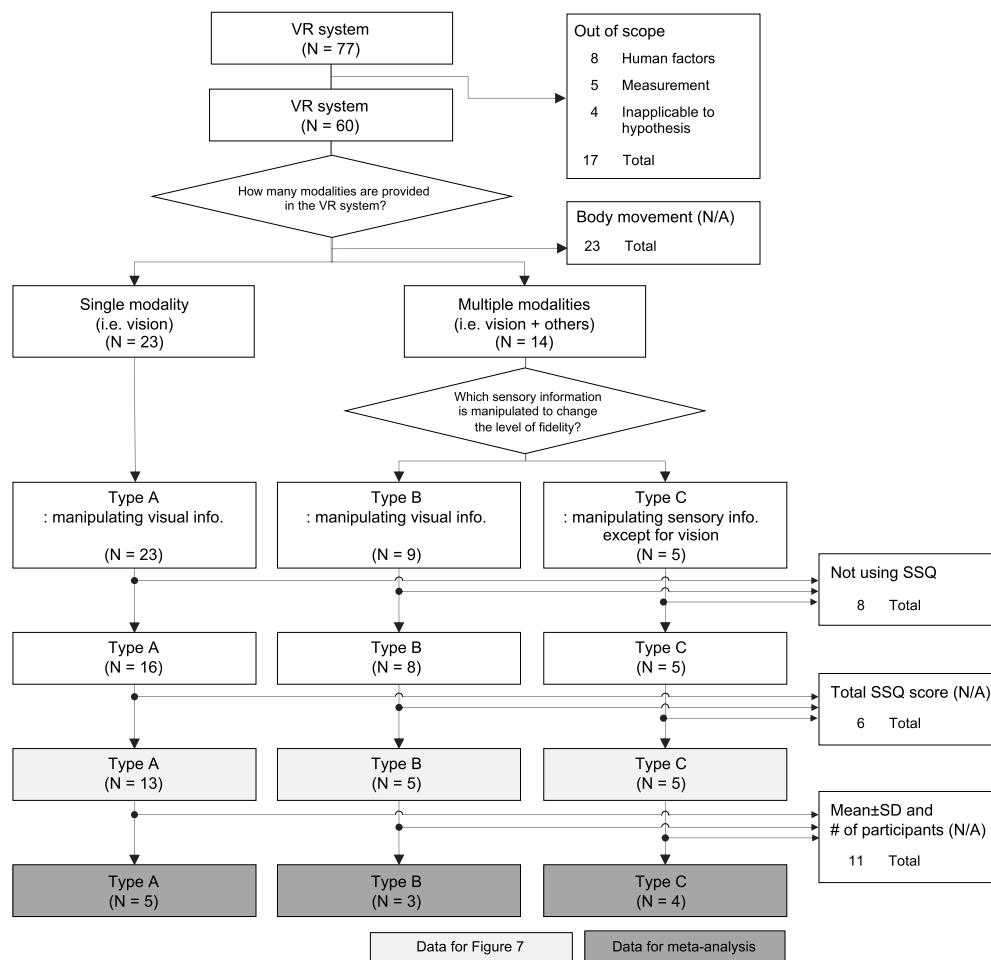 VR system
(N = 77)
Out of scope
8 Human factors
5 Measurement
4 Inapplicable to
hypothesis
17 Total
VR system
(N = 60)
How many modalities are provided
in the VR system?
Body movement (N/A)
23 Total
Single modality
(i.e. vision)
(N = 23)
Multiple modalities
(i.e. vision + others)
(N = 14)
Which sensory information
is manipulated to change
the level of fidelity?
Type A
: manipulating visual info.
(N = 23)
Type B
: manipulating visual info.
(N = 9)
Type C
: manipulating sensory info.
except for vision
(N = 5)
Not using SSQ
8 Total
Type A
(N = 16)
Type B
(N = 8)
Type C
(N = 5)
Total SSQ score (N/A)
6 Total
Type A
(N = 13)
Type B
(N = 5)
Type C
(N = 5)
Mean±SD and
# of participants (N/A)
11 Total
Type A
(N = 5)
Type B
(N = 3)
Type C
(N = 4)
Data for Figure 7
Data for meta-analysis